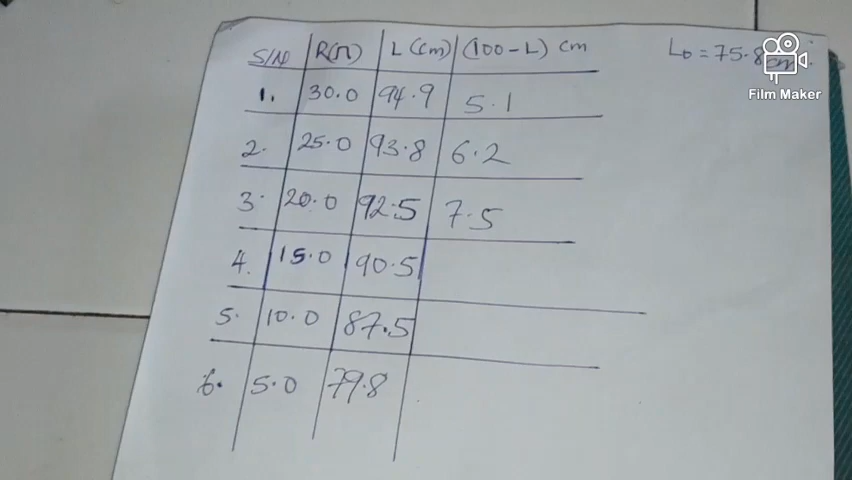 S/N R(Ω) L (cm) (100-L) cm L₀ = 75.8cm.
Film Maker
1. 30.0 94.9 5.1
2. 25.0 93.8 6.2
3. 20.0 92.5 7.5
4. 15.0 90.5
5. 10.0 87.5
6. 5.0 79.8